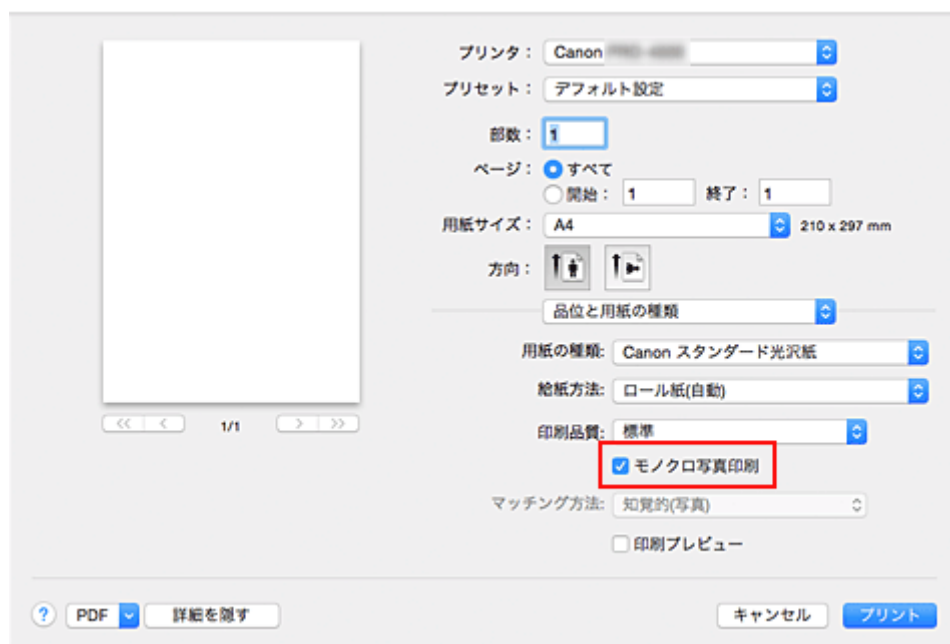 プリンタ： Canon
プリセット： デフォルト設定
部数： 1
ページ： すべて
開始： 1 終了： 1
用紙サイズ： A4 210 x 297 mm
方向：
品位と用紙の種類
用紙の種類: Canon スタンダード光沢紙
給紙方法: ロール紙(自動)
1/1
印刷品質: 標準
モノクロ写真印刷
マッチング方法: 知覚的(写真)
印刷プレビュー
? PDF 詳細を隠す キャンセル プリント